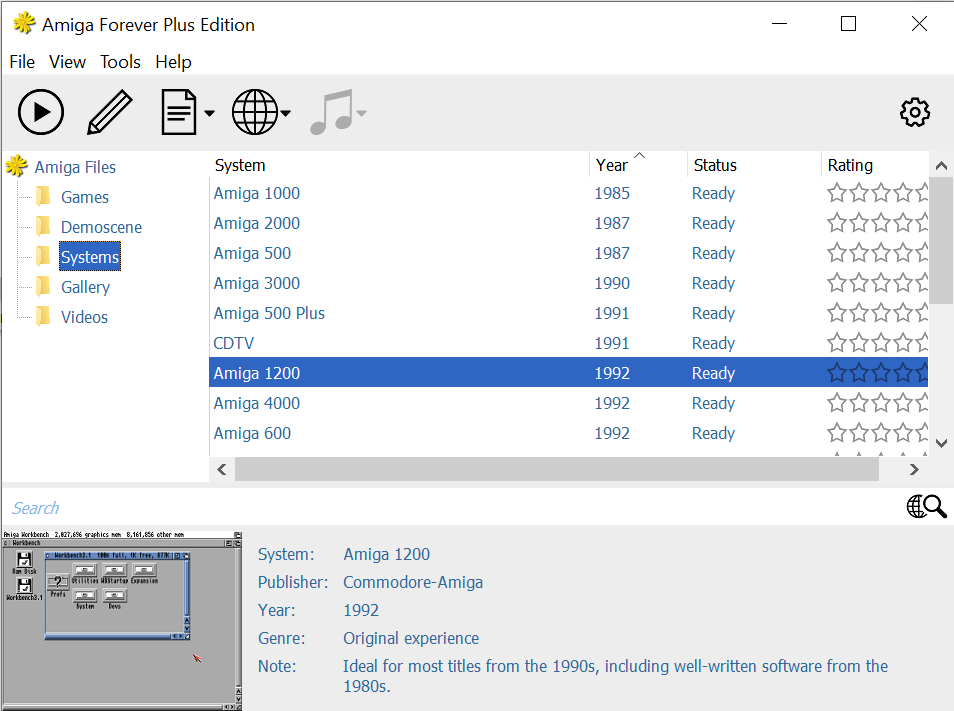 Amiga Forever Plus Edition
File View Tools Help
Amiga Files
Games
Demoscene
Systems
Gallery
Videos
System Year Status Rating
Amiga 1000 1985 Ready
Amiga 2000 1987 Ready
Amiga 500 1987 Ready
Amiga 3000 1990 Ready
Amiga 500 Plus 1991 Ready
CDTV 1991 Ready
Amiga 1200 1992 Ready
Amiga 4000 1992 Ready
Amiga 600 1992 Ready
Search
Amiga Workbench 2,027,696 graphics mem 8,161,856 other mem
Workbench
Workbench3.1 100% full, 1K free, 877K
Ram Disk
Workbench3.1
Utilities WBStartup Expansion
Prefs
System Devs
System: Amiga 1200
Publisher: Commodore-Amiga
Year: 1992
Genre: Original experience
Note: Ideal for most titles from the 1990s, including well-written software from the
1980s.